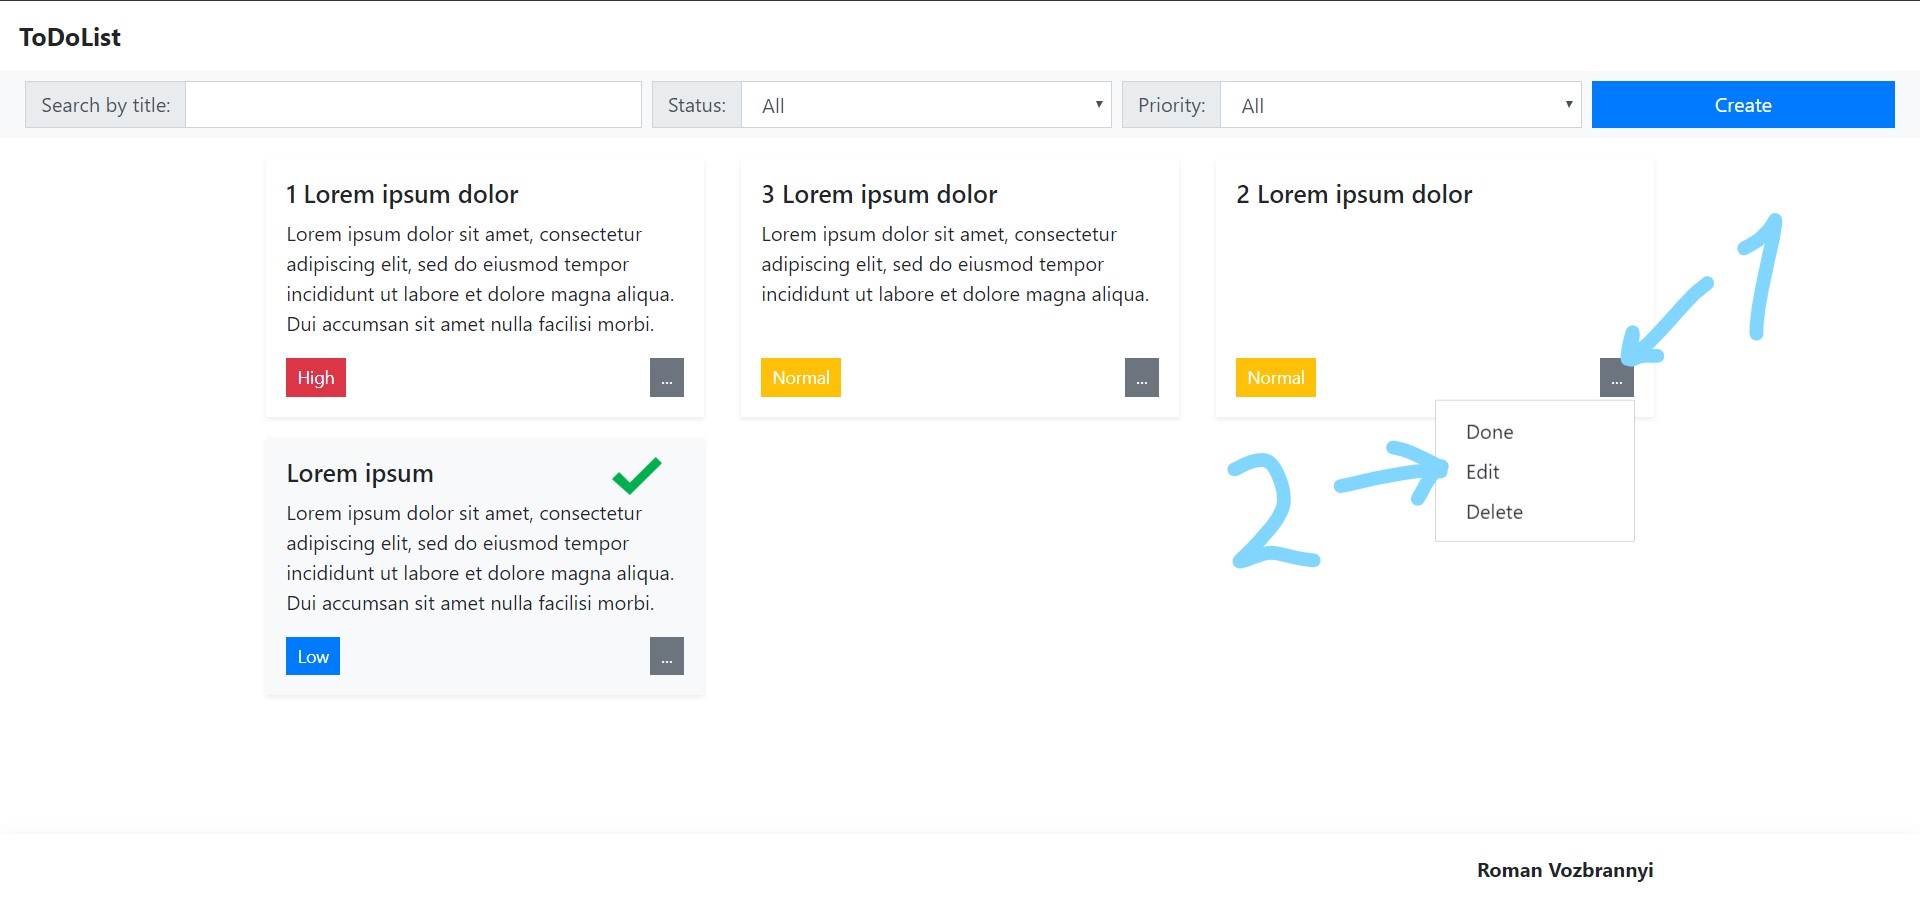 ToDoList
Search by title:
Status: All
Priority: All
Create
1 Lorem ipsum dolor
Lorem ipsum dolor sit amet, consectetur
adipiscing elit, sed do eiusmod tempor
incididunt ut labore et dolore magna aliqua.
Dui accumsan sit amet nulla facilisi morbi.
High
...
3 Lorem ipsum dolor
Lorem ipsum dolor sit amet, consectetur
adipiscing elit, sed do eiusmod tempor
incididunt ut labore et dolore magna aliqua.
Normal
...
2 Lorem ipsum dolor
Normal
...
1
Done
Edit
Delete
2
Lorem ipsum
Lorem ipsum dolor sit amet, consectetur
adipiscing elit, sed do eiusmod tempor
incididunt ut labore et dolore magna aliqua.
Dui accumsan sit amet nulla facilisi morbi.
Low
...
Roman Vozbrannyi